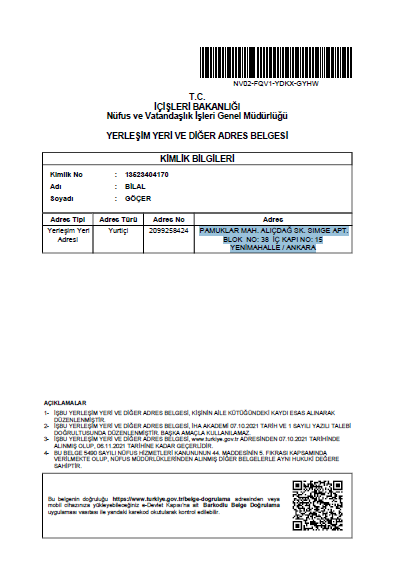 NV02-FQV1-YDKX-GYHW
T.C.
İÇİŞLERİ BAKANLIĞI
Nüfus ve Vatandaşlık İşleri Genel Müdürlüğü
YERLEŞİM YERİ VE DİĞER ADRES BELGESİ
KİMLİK BİLGİLERİ
Kimlik No : 13523404170
Adı : BİLAL
Soyadı : GÖÇER
Adres Tipi Adres Türü Adres No Adres
Yerleşim Yeri Adresi Yurtiçi 2099258424 PAMUKLAR MAH. ALIÇDAĞ SK. SIMGE APT.
BLOK NO: 38 İÇ KAPI NO: 15
YENİMAHALLE / ANKARA
AÇIKLAMALAR
1- İŞBU YERLEŞİM YERİ VE DİĞER ADRES BELGESİ, KİŞİNİN AİLE KÜTÜĞÜNDEKİ KAYDI ESAS ALINARAK
DÜZENLENMİŞTİR.
2- İŞBU YERLEŞİM YERİ VE DİĞER ADRES BELGESİ, İHA AKADEMİ 07.10.2021 TARİH VE 1 SAYILI YAZILI TALEBİ
DOĞRULTUSUNDA DÜZENLENMİŞTİR. BAŞKA AMAÇLA KULLANILAMAZ.
3- İŞBU YERLEŞİM YERİ VE DİĞER ADRES BELGESİ, www.turkiye.gov.tr ADRESİNDEN 07.10.2021 TARİHİNDE
ALINMIŞ OLUP, 06.11.2021 TARİHİNE KADAR GEÇERLİDİR.
4- BU BELGE 5490 SAYILI NÜFUS HİZMETLERİ KANUNUNUN 44. MADDESİNİN 5. FIKRASI KAPSAMINDA
VERİLMEKTE OLUP, NÜFUS MÜDÜRLÜKLERİNDEN ALINMIŞ DİĞER BELGELERLE AYNI HUKUKİ DEĞERE
SAHİPTİR.
Bu belgenin doğruluğu https://www.turkiye.gov.tr/belge-dogrulama adresinden veya
mobil cihazınıza yükleyebileceğiniz e-Devlet Kapısı'na ait Barkodlu Belge Doğrulama
uygulaması vasıtası ile yandaki karekod okutularak kontrol edilebilir.